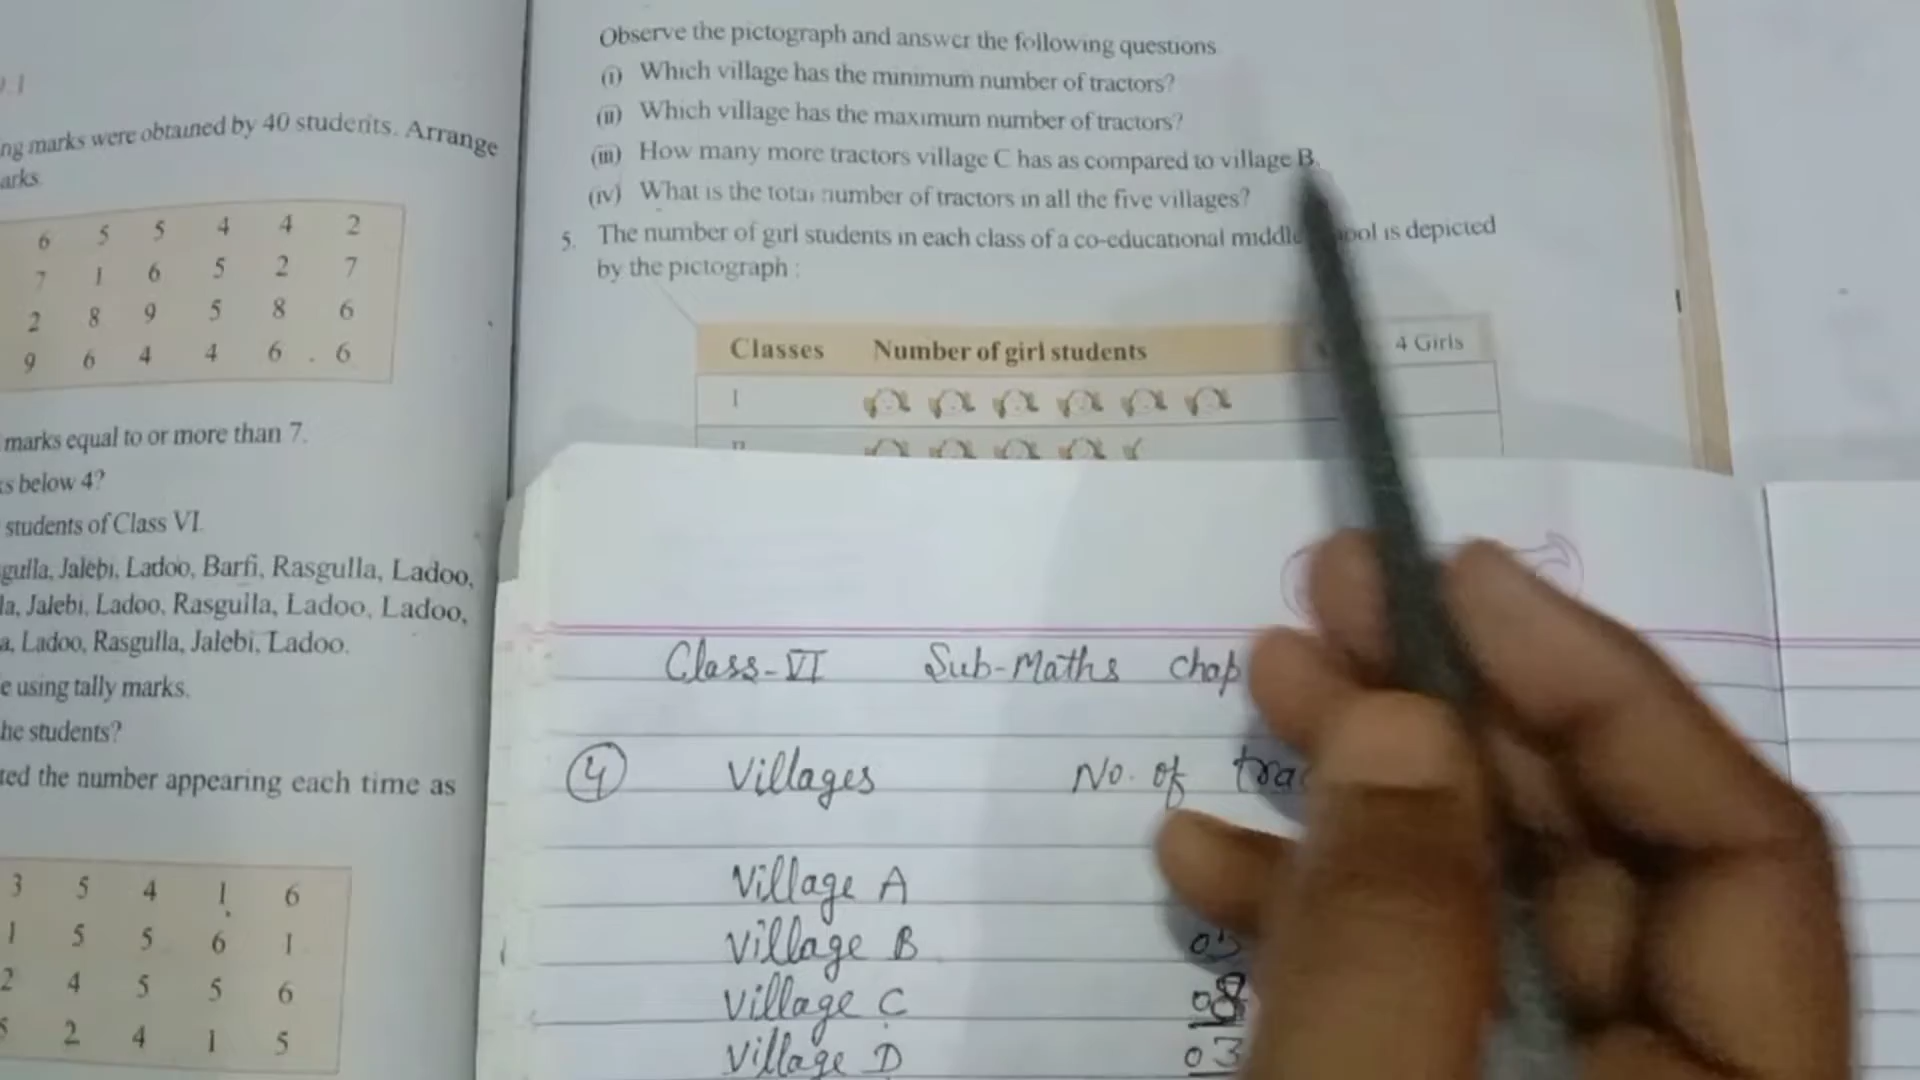 ng marks were obtained by 40 students. Arrange
arks.
6 5 5 4 4 2
7 1 6 5 2 7
2 8 9 5 8 6
9 6 4 4 6 6
marks equal to or more than 7.
s below 4?
students of Class VI.
gulla, Jalebi, Ladoo, Barfi, Rasgulla, Ladoo,
la, Jalebi, Ladoo, Rasgulla, Ladoo, Ladoo,
a, Ladoo, Rasgulla, Jalebi, Ladoo.
e using tally marks.
he students?
ted the number appearing each time as
3 5 4 1 6
1 5 5 6 1
2 4 5 5 6
5 2 4 1 5
Observe the pictograph and answer the following questions
(i) Which village has the minimum number of tractors?
(ii) Which village has the maximum number of tractors?
(iii) How many more tractors village C has as compared to village B.
(iv) What is the total number of tractors in all the five villages?
5. The number of girl students in each class of a co-educational middle ool is depicted
by the pictograph :
Classes Number of girl students 4 Girls
I
Class-VI Sub-Maths chap
4 Villages No. of trac
Village A
Village B
Village C 08
Village D 03